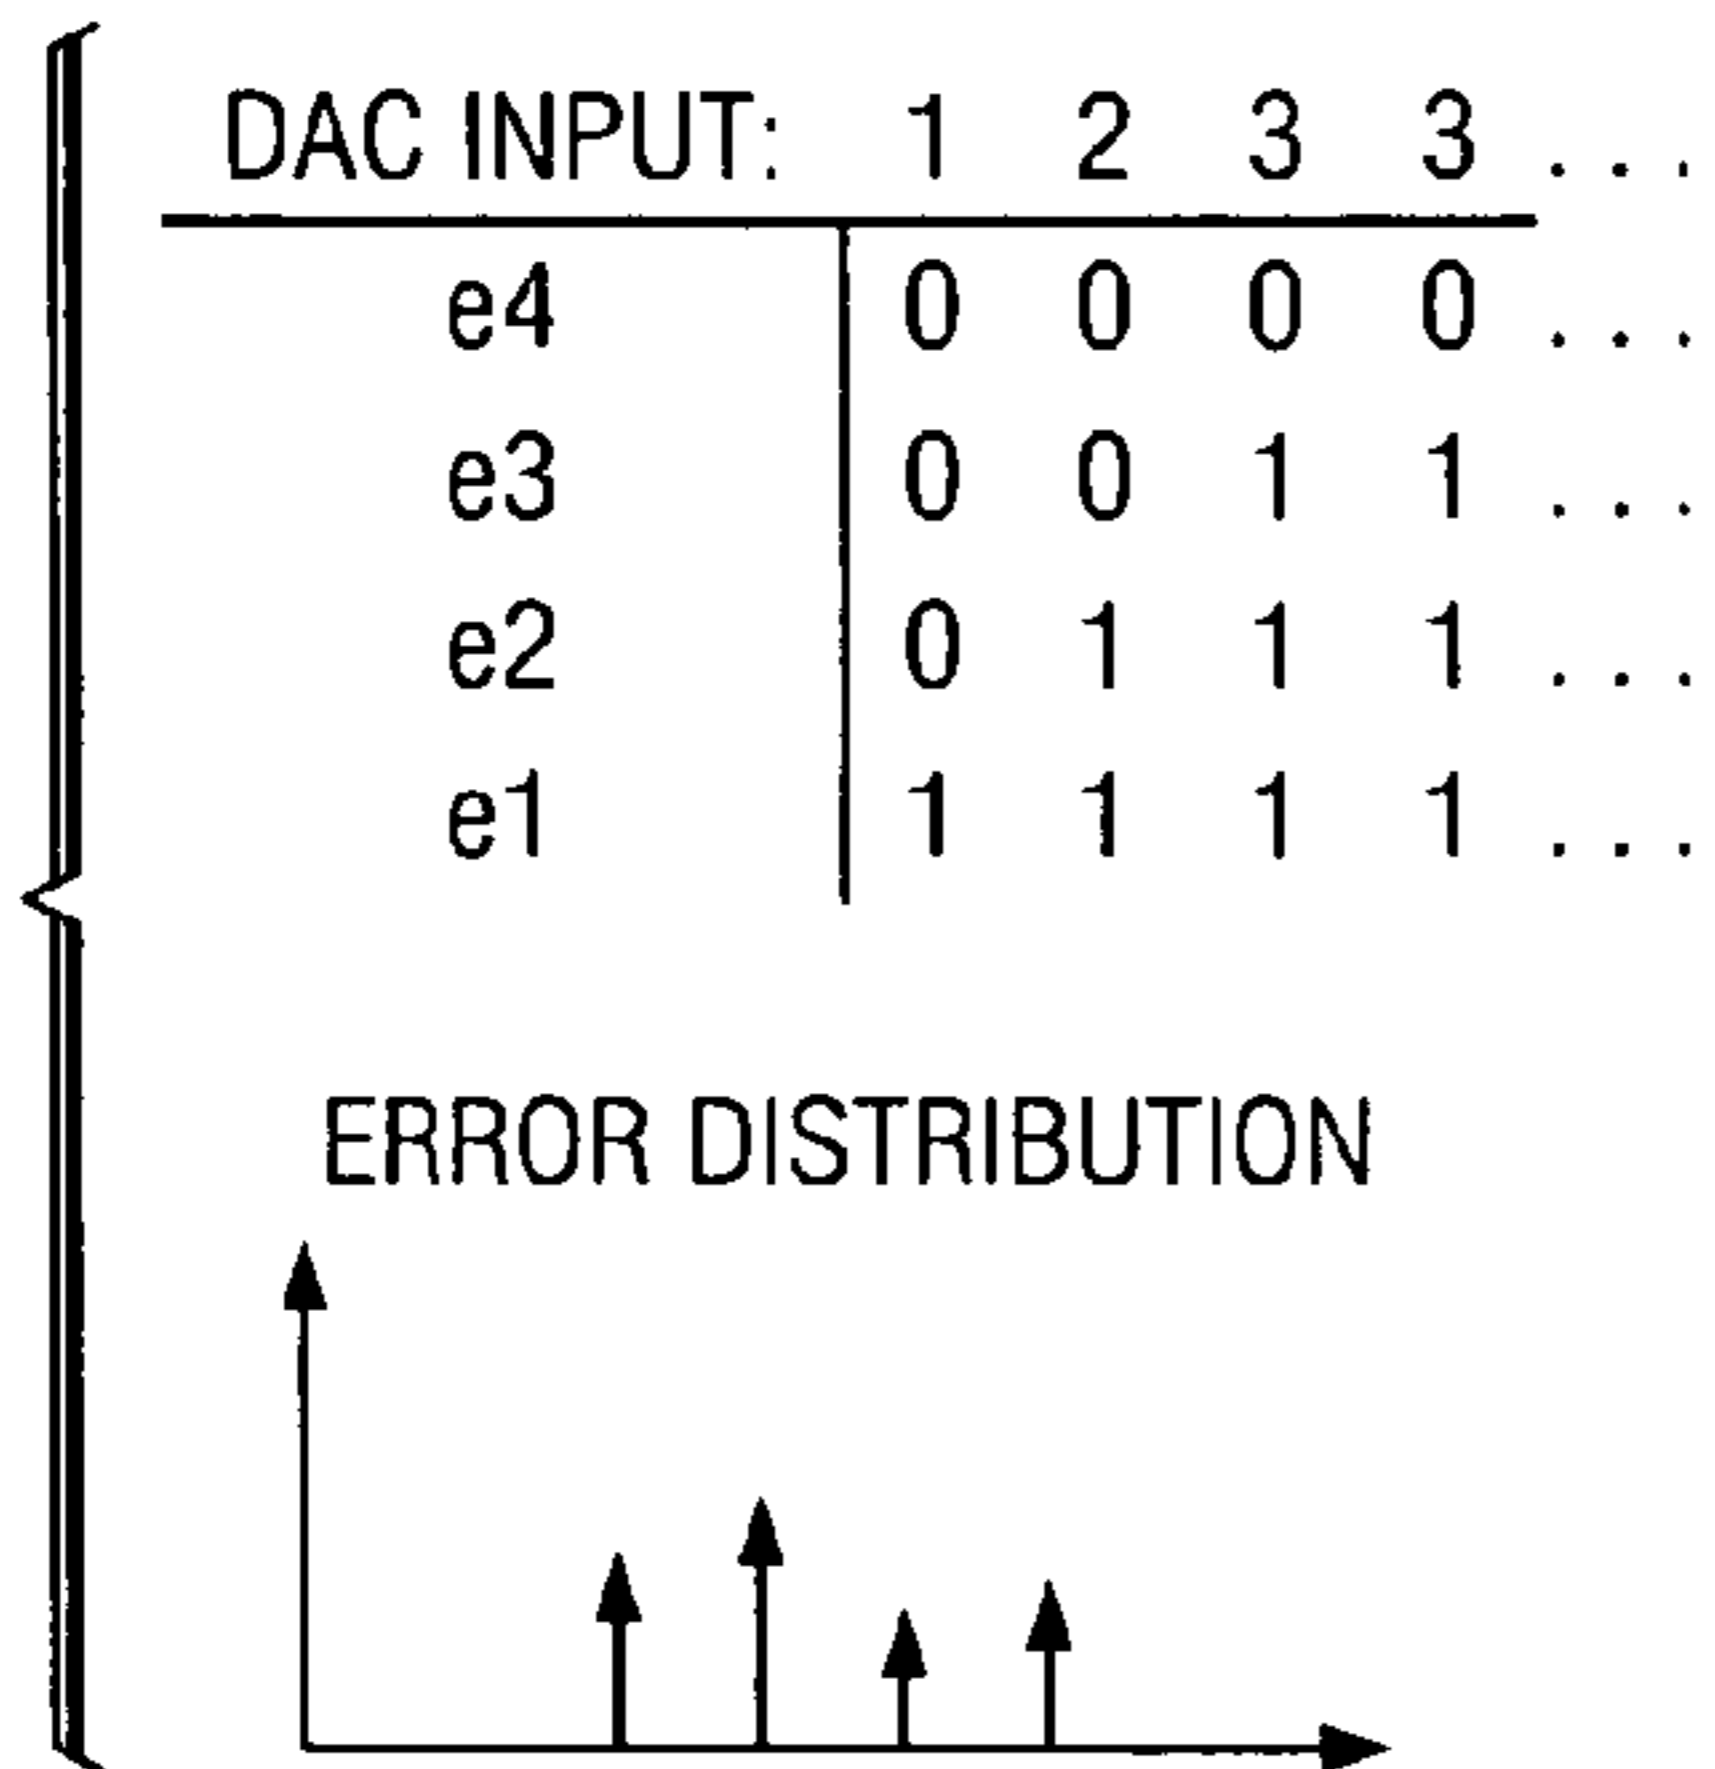 DAC INPUT: 1 2 3 3 . . .
e4 0 0 0 0 . . .
e3 0 0 1 1 . . .
e2 0 1 1 1 . . .
e1 1 1 1 1 . . .
ERROR DISTRIBUTION